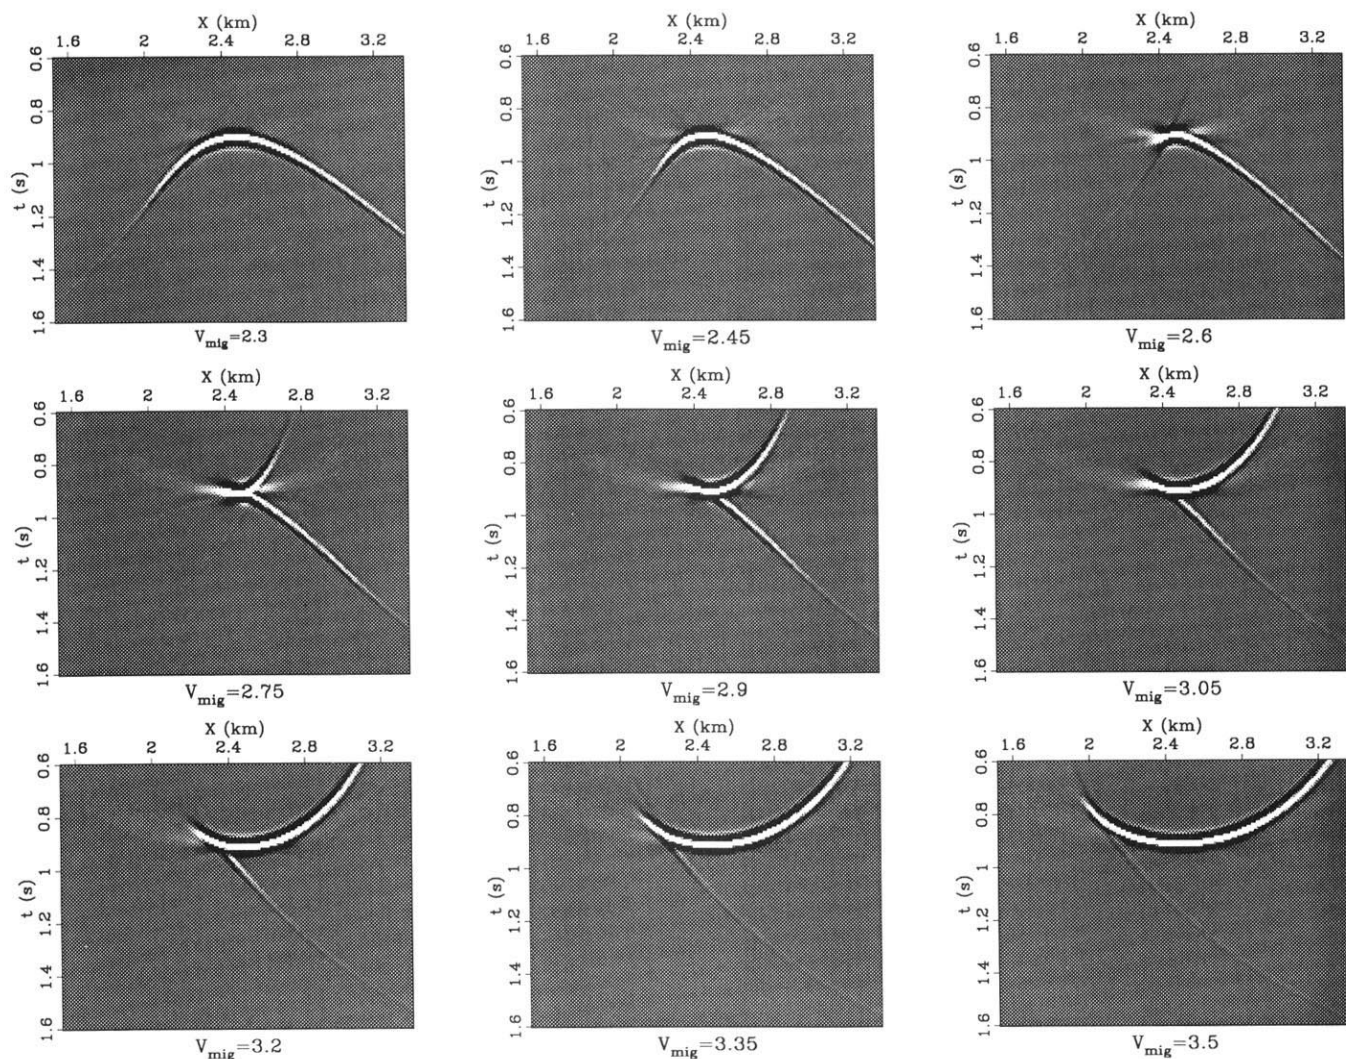 X (km)
1.6 2 2.4 2.8 3.2
t (s)
0.6
0.8
1
1.2
1.4
1.6
V_mig=2.3
X (km)
1.6 2 2.4 2.8 3.2
t (s)
0.6
0.8
1
1.2
1.4
1.6
V_mig=2.45
X (km)
1.6 2 2.4 2.8 3.2
t (s)
0.6
0.8
1
1.2
1.4
1.6
V_mig=2.6
X (km)
1.6 2 2.4 2.8 3.2
t (s)
0.6
0.8
1
1.2
1.4
1.6
V_mig=2.75
X (km)
1.6 2 2.4 2.8 3.2
t (s)
0.6
0.8
1
1.2
1.4
1.6
V_mig=2.9
X (km)
1.6 2 2.4 2.8 3.2
t (s)
0.6
0.8
1
1.2
1.4
1.6
V_mig=3.05
X (km)
1.6 2 2.4 2.8 3.2
t (s)
0.6
0.8
1
1.2
1.4
1.6
V_mig=3.2
X (km)
1.6 2 2.4 2.8 3.2
t (s)
0.6
0.8
1
1.2
1.4
1.6
V_mig=3.35
X (km)
1.6 2 2.4 2.8 3.2
t (s)
0.6
0.8
1
1.2
1.4
1.6
V_mig=3.5